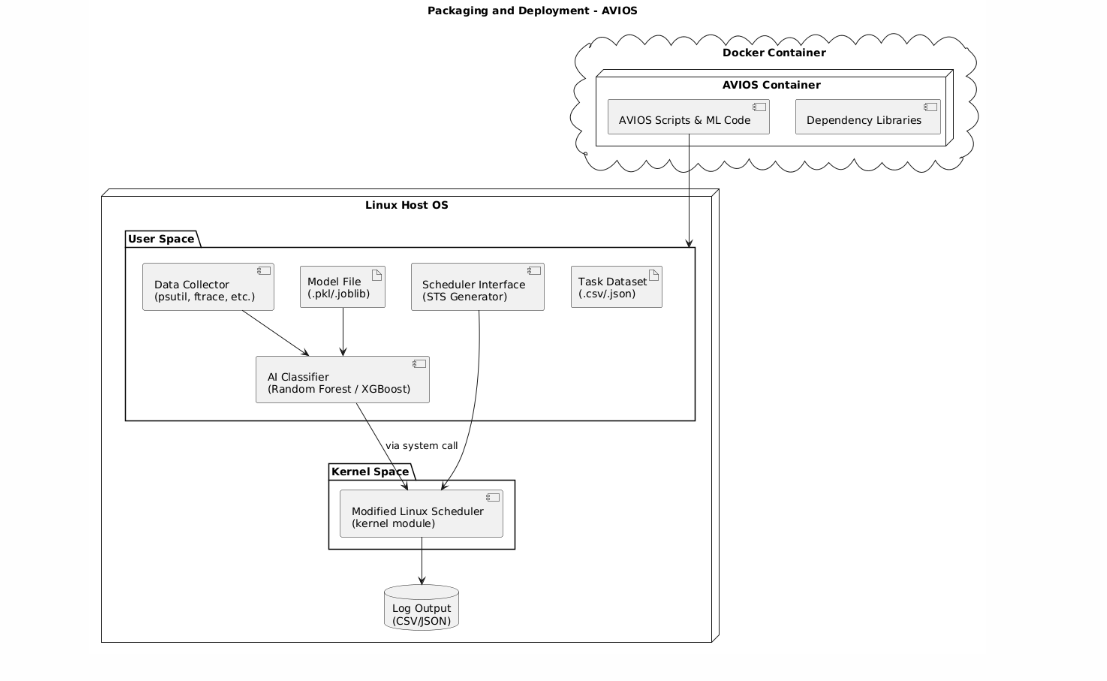 Packaging and Deployment - AVIOS
Docker Container
AVIOS Container
AVIOS Scripts & ML Code
Dependency Libraries
Linux Host OS
User Space
Data Collector
(psutil, ftrace, etc.)
Model File
(.pkl/.joblib)
Scheduler Interface
(STS Generator)
Task Dataset
(.csv/.json)
AI Classifier
(Random Forest / XGBoost)
via system call
Kernel Space
Modified Linux Scheduler
(kernel module)
Log Output
(CSV/JSON)